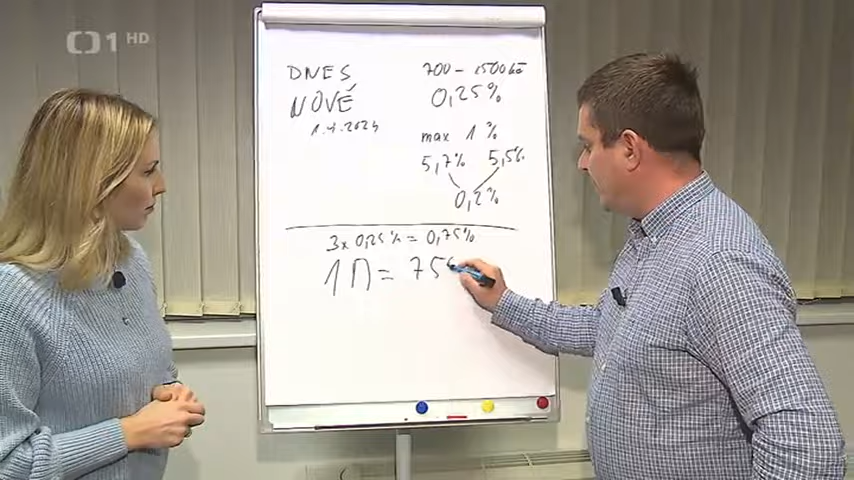 ČT1 HD
DNES 700 - 1500 kč
NOVÉ 0,25%
1.4.2024
max 1 %
5,7% 5,5%
0,2%
3x 0,25% = 0,75%
1 M = 75